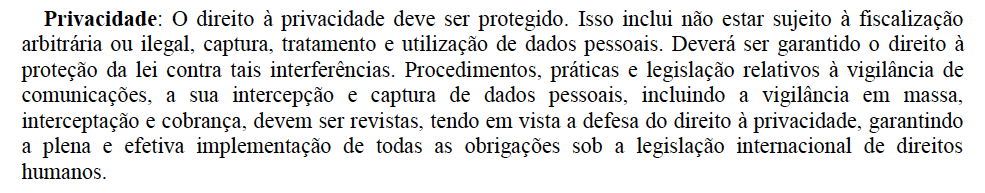 Privacidade: O direito à privacidade deve ser protegido. Isso inclui não estar sujeito à fiscalização
arbitrária ou ilegal, captura, tratamento e utilização de dados pessoais. Deverá ser garantido o direito à
proteção da lei contra tais interferências. Procedimentos, práticas e legislação relativos à vigilância de
comunicações, a sua intercepção e captura de dados pessoais, incluindo a vigilância em massa,
interceptação e cobrança, devem ser revistas, tendo em vista a defesa do direito à privacidade, garantindo
a plena e efetiva implementação de todas as obrigações sob a legislação internacional de direitos
humanos.